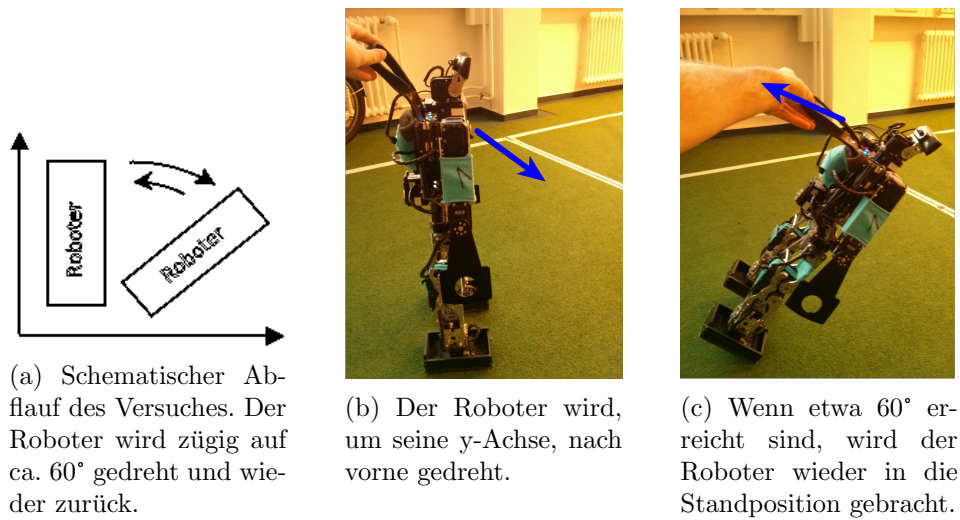 Roboter
Roboter
(a) Schematischer Ab-
flauf des Versuches. Der
Roboter wird zügig auf
ca. 60° gedreht und wie-
der zurück.
(b) Der Roboter wird,
um seine y-Achse, nach
vorne gedreht.
(c) Wenn etwa 60° er-
reicht sind, wird der
Roboter wieder in die
Standposition gebracht.